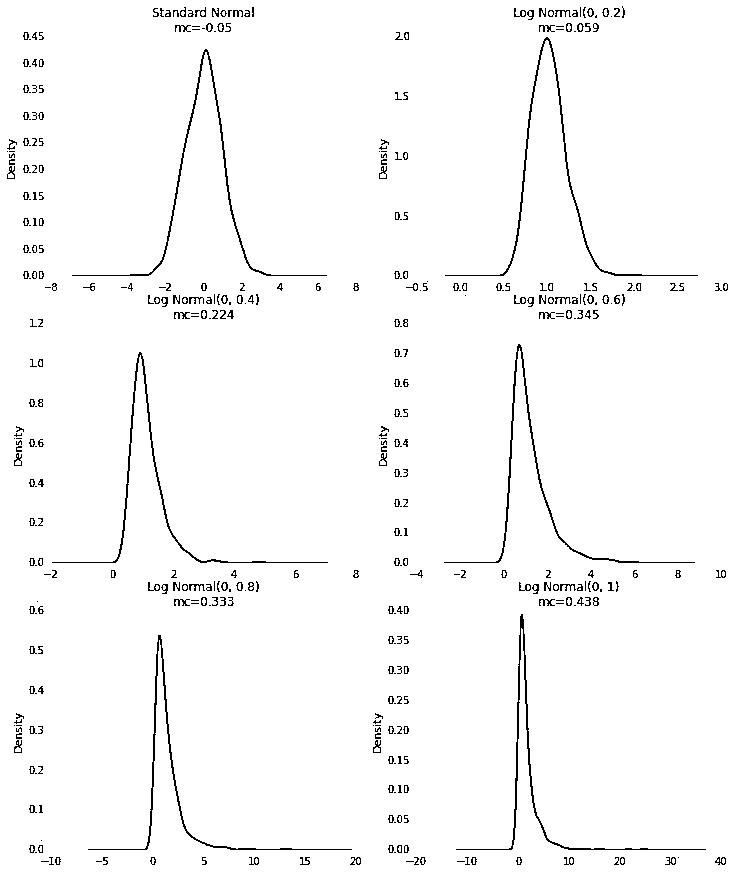 Standard Normal
mc=-0.05
0.45
0.40
0.35
0.30
0.25
0.20
0.15
0.10
0.05
0.00
Density
−8 −6 −4 −2 0 2 4 6 8
Log Normal(0, 0.2)
mc=0.059
2.0
1.5
1.0
0.5
0.0
Density
−0.5 0.0 0.5 1.0 1.5 2.0 2.5 3.0
Log Normal(0, 0.4)
mc=0.224
1.2
1.0
0.8
0.6
0.4
0.2
0.0
Density
−2 0 2 4 6 8
Log Normal(0, 0.6)
mc=0.345
0.8
0.7
0.6
0.5
0.4
0.3
0.2
0.1
0.0
Density
−4 −2 0 2 4 6 8 10
Log Normal(0, 0.8)
mc=0.333
0.6
0.5
0.4
0.3
0.2
0.1
0.0
Density
−10 −5 0 5 10 15 20
Log Normal(0, 1)
mc=0.438
0.40
0.35
0.30
0.25
0.20
0.15
0.10
0.05
0.00
Density
−20 −10 0 10 20 30 40